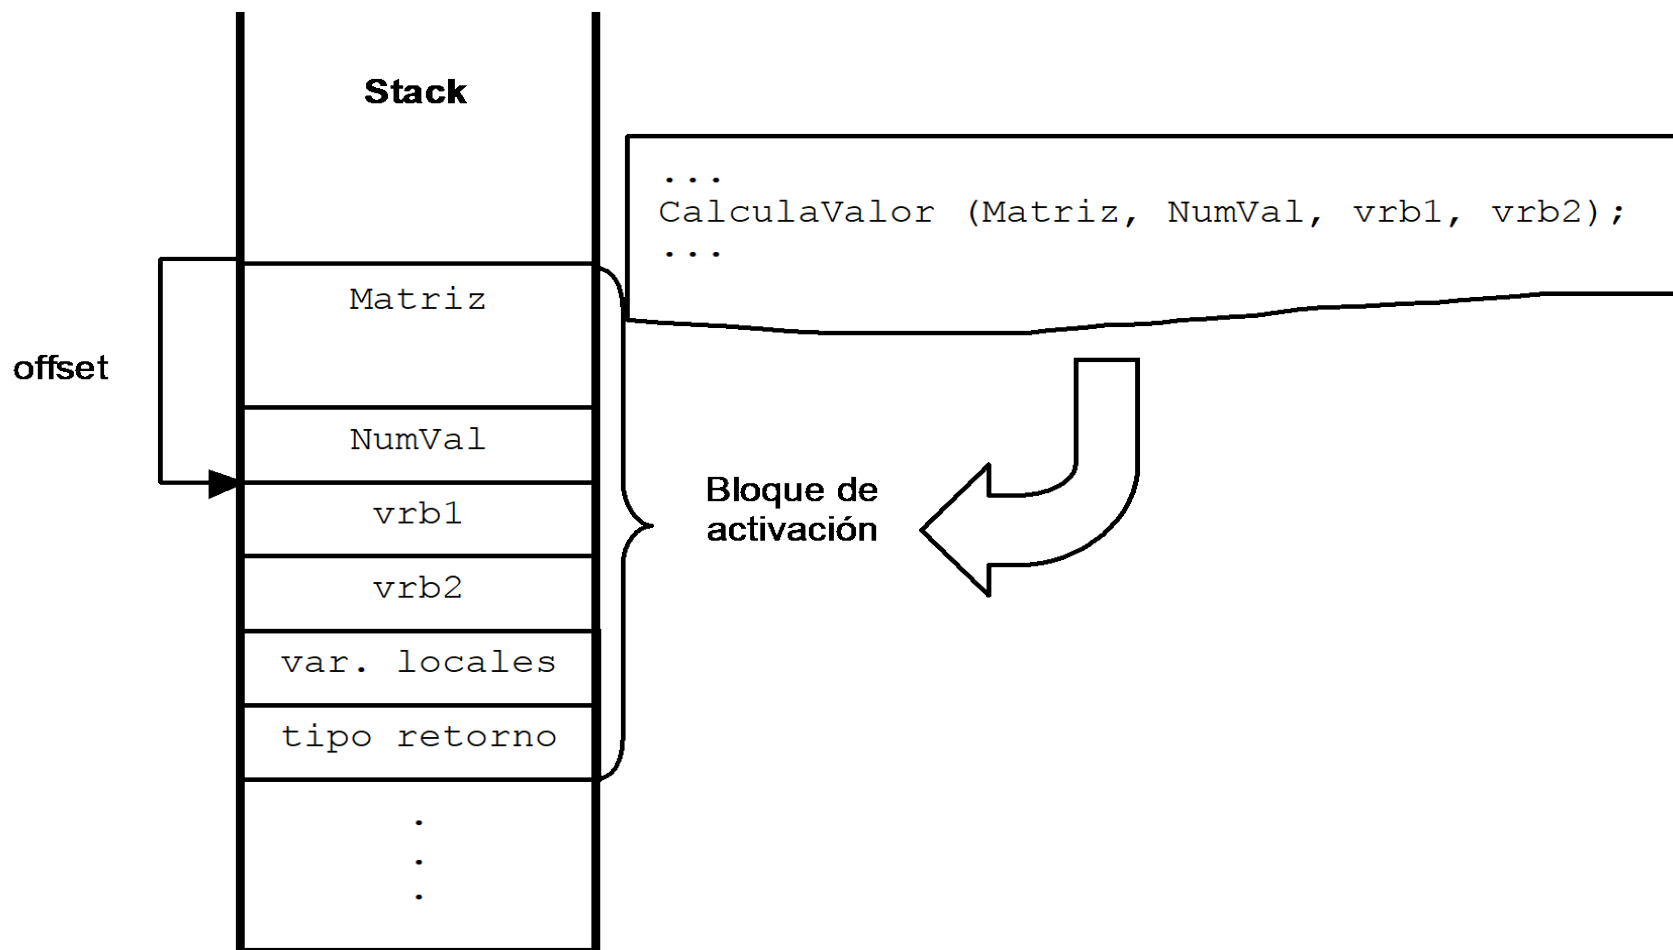 Stack
...
CalculaValor (Matriz, NumVal, vrb1, vrb2);
...
Matriz
offset
NumVal
Bloque de
activación
vrb1
vrb2
var. locales
tipo retorno
.
.
.